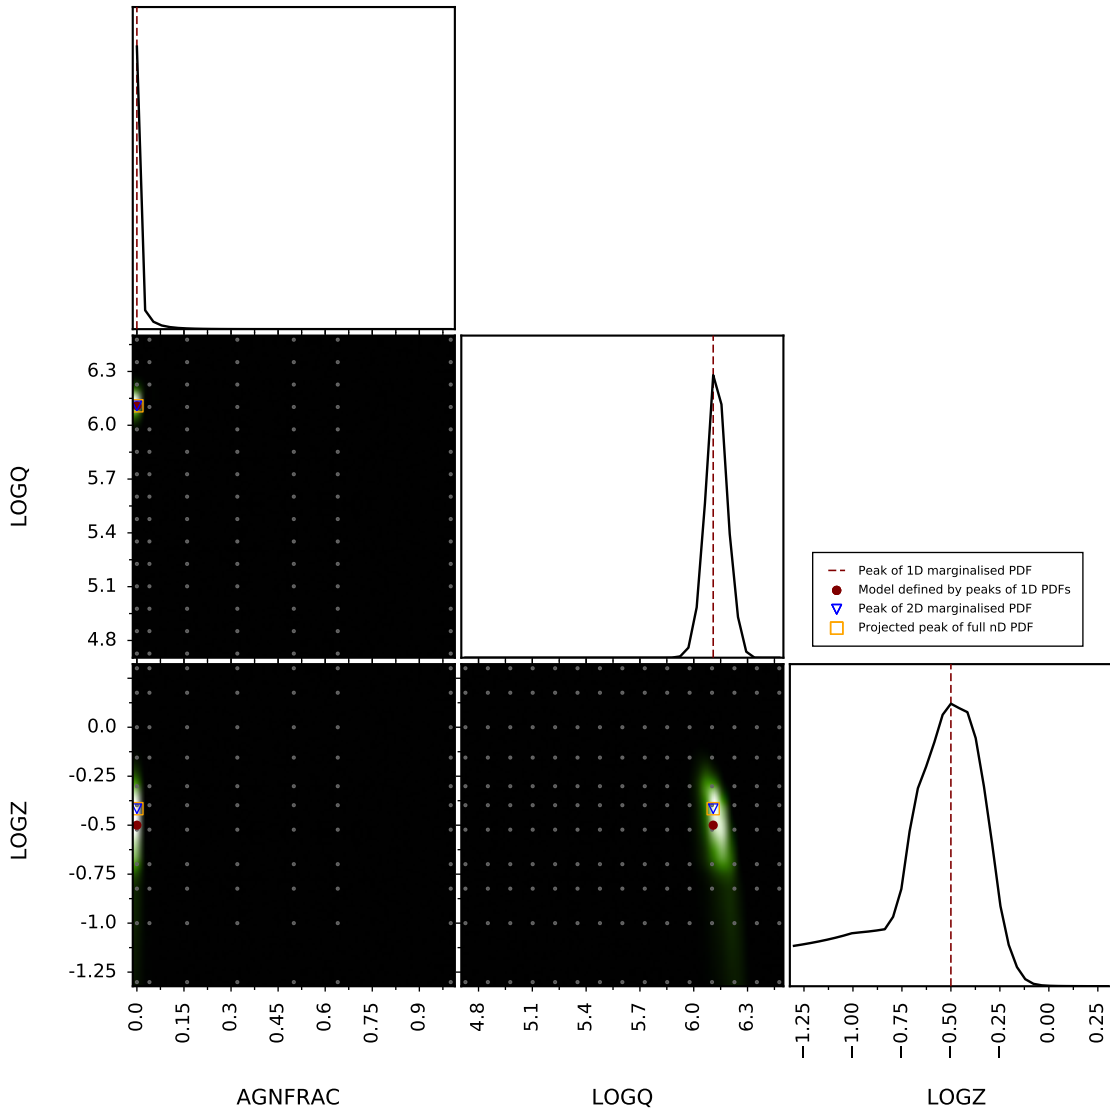 6.3
6.0
5.7
5.4
5.1
4.8
LOGQ
Peak of 1D marginalised PDF
Model defined by peaks of 1D PDFs
Peak of 2D marginalised PDF
Projected peak of full nD PDF
0.0
-0.25
-0.5
-0.75
-1.0
-1.25
LOGZ
0.0 0.15 0.3 0.45 0.6 0.75 0.9
4.8 5.1 5.4 5.7 6.0 6.3
−1.25 −1.00 −0.75 −0.50 −0.25 0.00 0.25
AGNFRAC LOGQ LOGZ